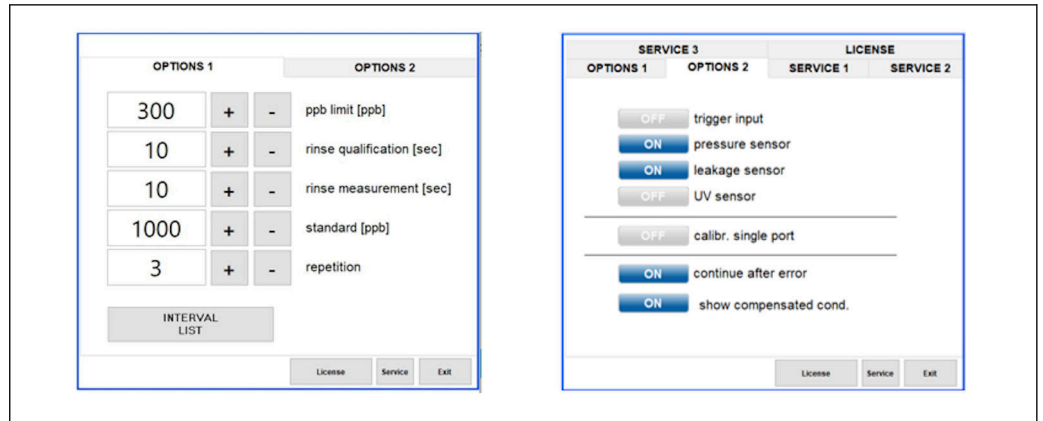 OPTIONS 1 OPTIONS 2
300 + - ppb limit [ppb]
10 + - rinse qualification [sec]
10 + - rinse measurement [sec]
1000 + - standard [ppb]
3 + - repetition
INTERVAL
LIST
License Service Exit
SERVICE 3 LICENSE
OPTIONS 1 OPTIONS 2 SERVICE 1 SERVICE 2
OFF trigger input
ON pressure sensor
ON leakage sensor
OFF UV sensor
OFF calibr. single port
ON continue after error
ON show compensated cond.
License Service Exit